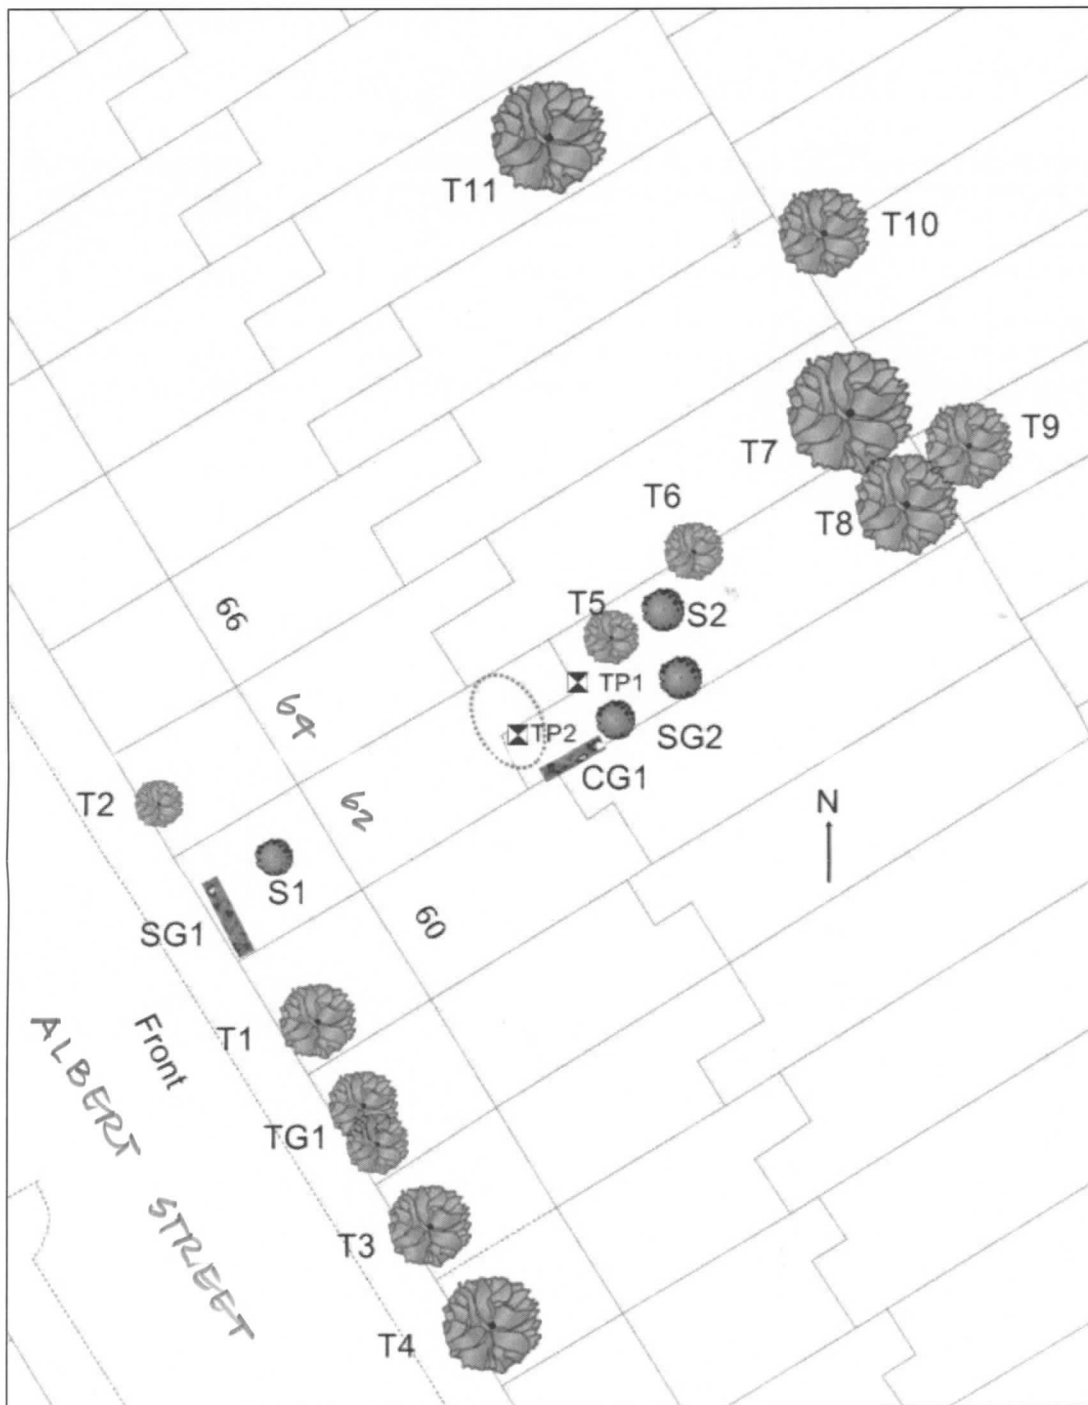 T11
T10
T9
T7
T6
T8
T5
S2
66
TP1
64
TP2
SG2
CG1
T2
62
N
S1
60
SG1
T1
Front
ALBERT STREET
TG1
T3
T4